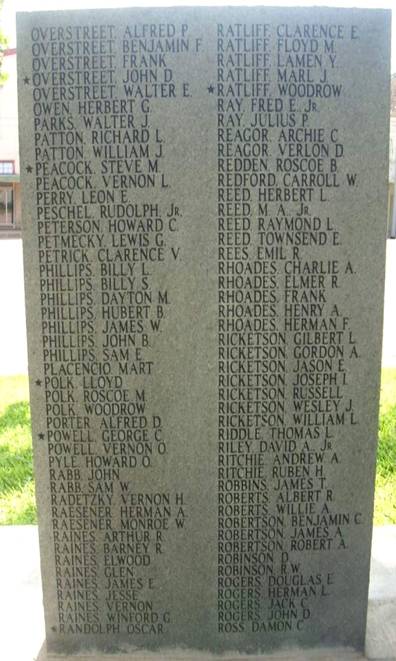 OVERSTREET, ALFRED P.
OVERSTREET, BENJAMIN F.
OVERSTREET, FRANK
★OVERSTREET, JOHN D.
OVERSTREET, WALTER E.
OWEN, HERBERT G.
PARKS, WALTER J.
PATTON, RICHARD L.
PATTON, WILLIAM J.
★PEACOCK, STEVE M.
PEACOCK, VERNON L.
PERRY, LEON E.
PESCHEL, RUDOLPH, JR.
PETERSON, HOWARD C.
PETMECKY, LEWIS G.
PETRICK, CLARENCE V.
PHILLIPS, BILLY L.
PHILLIPS, BILLY S.
PHILLIPS, DAYTON M.
PHILLIPS, HUBERT B.
PHILLIPS, JAMES W.
PHILLIPS, JOHN B.
PHILLIPS, SAM E.
PLACENCIO, MART
★POLK, LLOYD
POLK, ROSCOE M.
POLK, WOODROW
PORTER, ALFRED D.
★POWELL, GEORGE C.
POWELL, VERNON O.
PYLE, HOWARD O.
RABB, JOHN
RABB, SAM W.
RADETZKY, VERNON H.
RAESENER, HERMAN A.
RAESENER, MONROE W.
RAINES, ARTHUR R.
RAINES, BARNEY R.
RAINES, ELWOOD
RAINES, GLEN
RAINES, JAMES E.
RAINES, JESSE
RAINES, VERNON
RAINES, WINFORD G.
★RANDOLPH, OSCAR
RATLIFF, CLARENCE E.
RATLIFF, FLOYD M.
RATLIFF, LAMEN Y.
RATLIFF, MARL J.
★RATLIFF, WOODROW
RAY, FRED E., JR.
RAY, JULIUS P.
REAGOR, ARCHIE C.
REAGOR, VERLON D.
REDDEN, ROSCOE B.
REDFORD, CARROLL W.
REED, HERBERT L.
REED, M. A., JR.
REED, RAYMOND L.
REED, TOWNSEND E.
REES, EMIL R.
RHOADES, CHARLIE A.
RHOADES, ELMER R.
RHOADES, FRANK
RHOADES, HENRY A.
RHOADES, HERMAN F.
RICKETSON, GILBERT L.
RICKETSON, GORDON A.
RICKETSON, JASON E.
RICKETSON, JOSEPH I.
RICKETSON, RUSSELL
RICKETSON, WESLEY J.
RICKETSON, WILLIAM L.
RIDDLE, THOMAS L.
RILEY, DAVID A., JR.
RITCHIE, ANDREW A.
RITCHIE, RUBEN H.
ROBBINS, JAMES T.
ROBERTS, ALBERT R.
ROBERTS, WILLIE A.
ROBERTSON, BENJAMIN C.
ROBERTSON, JAMES A.
ROBERTSON, ROBERT A.
ROBINSON, D.
ROBINSON, R.W.
ROGERS, DOUGLAS E.
ROGERS, HERMAN L.
ROGERS, JACK C.
ROGERS, JOHN D.
ROSS, DAMON C.